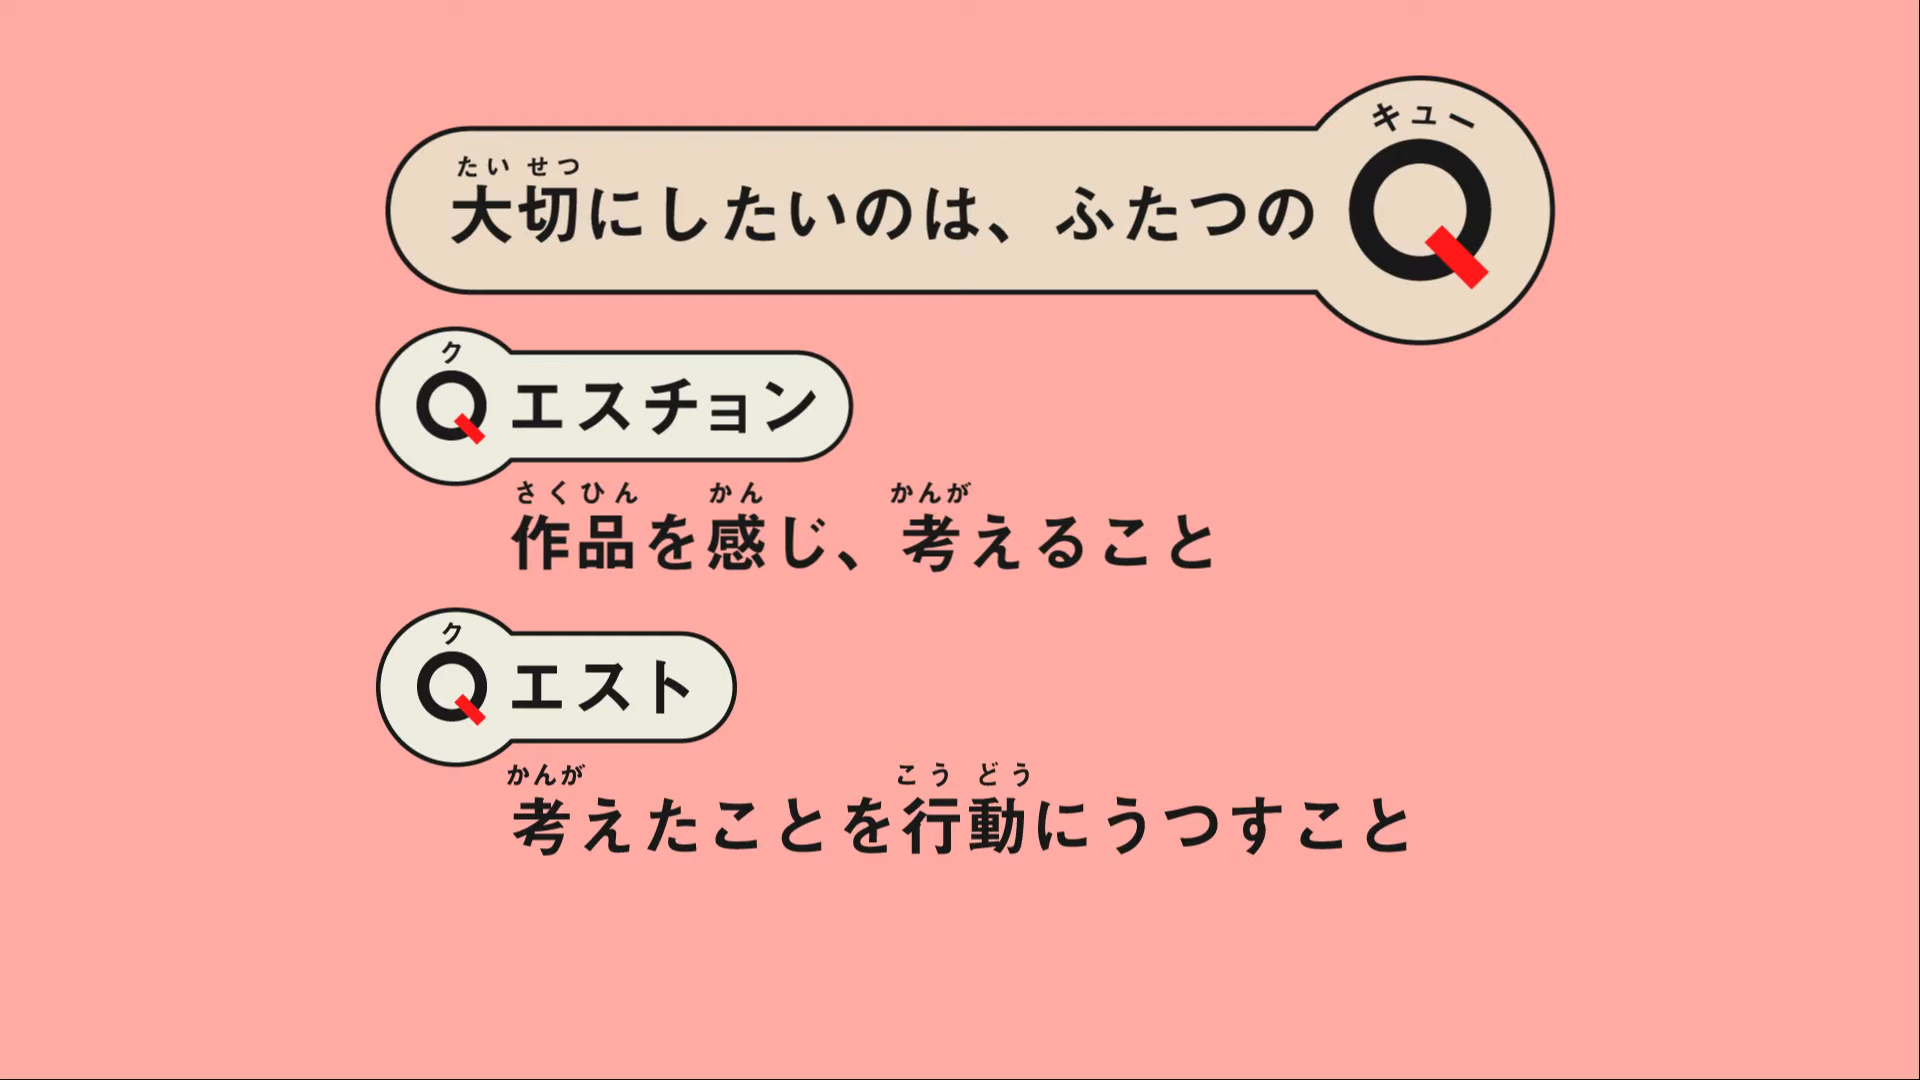 キュー
たいせつ
大切にしたいのは、ふたつのQ
ク
Qエスチョン
さくひん かん かんが
作品を感じ、考えること
ク
Qエスト
かんが こうどう
考えたことを行動にうつすこと